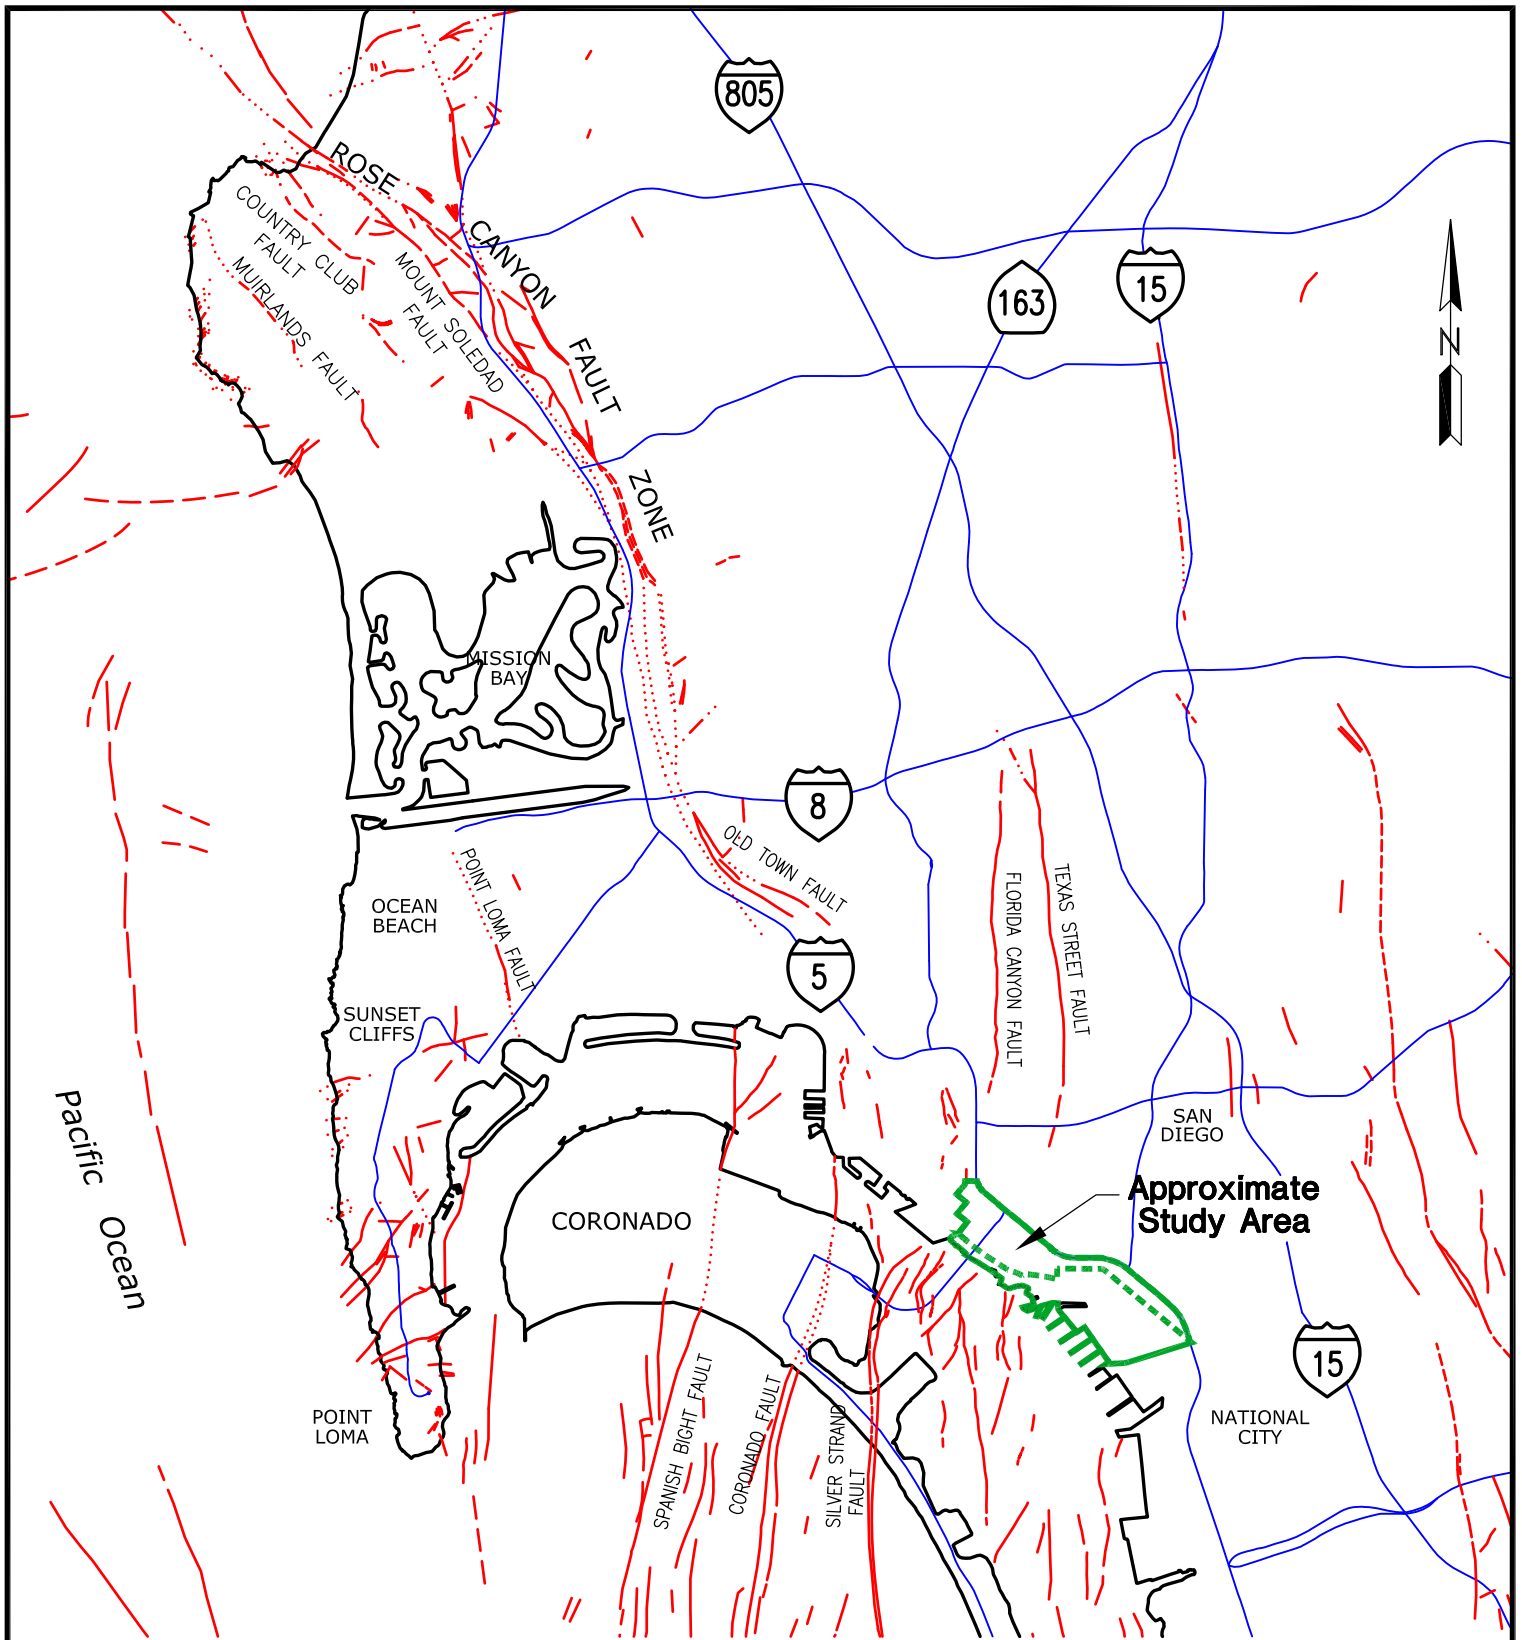 805
ROSE
CANYON
FAULT
ZONE
COUNTRY CLUB
FAULT
MUIRLANDS FAULT
MOUNT SOLEDAD
FAULT
163
15
N
MISSION
BAY
8
OLD TOWN FAULT
POINT LOMA FAULT
OCEAN
BEACH
FLORIDA CANYON FAULT
TEXAS STREET FAULT
5
SUNSET
CLIFFS
Pacific Ocean
SAN
DIEGO
Approximate
Study Area
CORONADO
15
POINT
LOMA
SPANISH BIGHT FAULT
CORONADO FAULT
SILVER STRAND
FAULT
NATIONAL
CITY